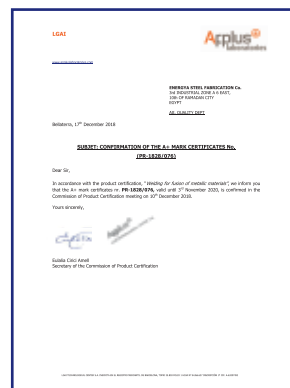 LGAI
Applus
laboratories
ENERGYA STEEL FABRICATION Co.
3rd INDUSTRIAL ZONE A 6 EAST,
10th OF RAMADAN CITY
EGYPT
Att. QUALITY DEPT
Bellaterra, 17th December 2018
SUBJET: CONFIRMATION OF THE A+ MARK CERTIFICATES No.
(PR-1828/076)
Dear Sir,
In accordance with the product certification, "Welding for fusion of metallic materials", we inform you
that the A+ mark certificates nr. PR-1828/076, valid until 3rd November 2020, is confirmed in the
Commission of Product Certification meeting on 10th December 2018.
Yours sincerely,
Applus
Eulalia Cirici Amell
Secretary of the Commission of Product Certification